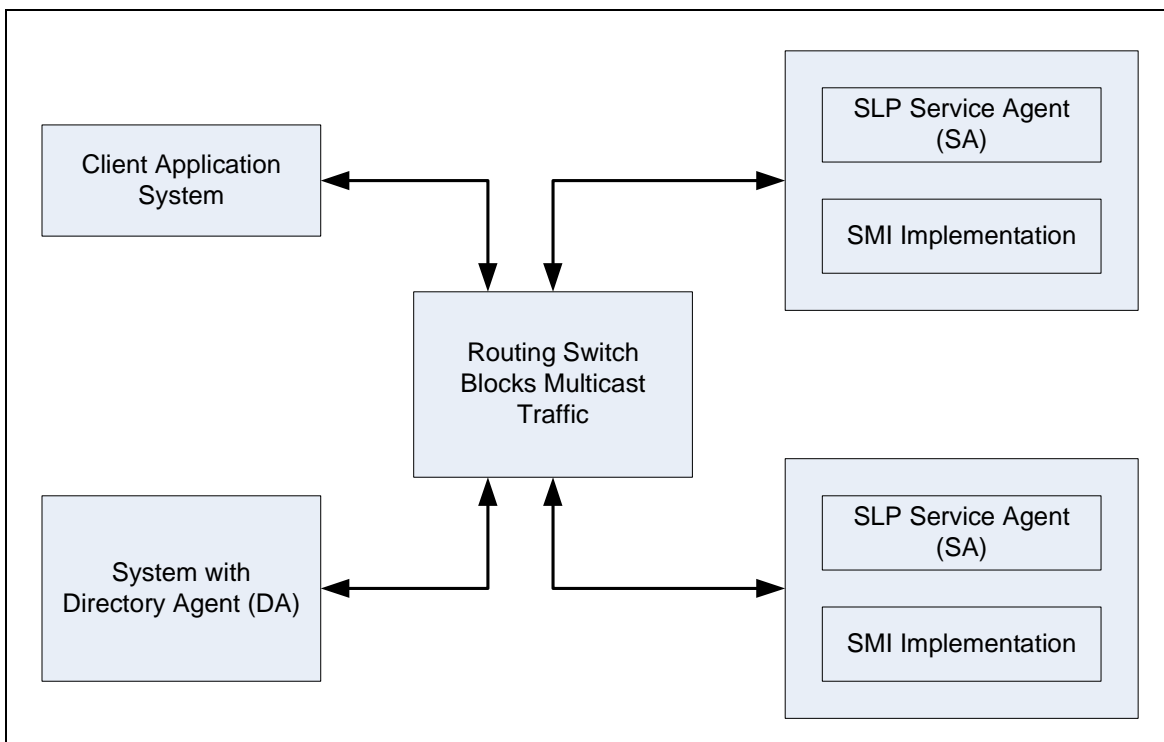 Client Application
System
SLP Service Agent
(SA)
SMI Implementation
Routing Switch
Blocks Multicast
Traffic
System with
Directory Agent (DA)
SLP Service Agent
(SA)
SMI Implementation